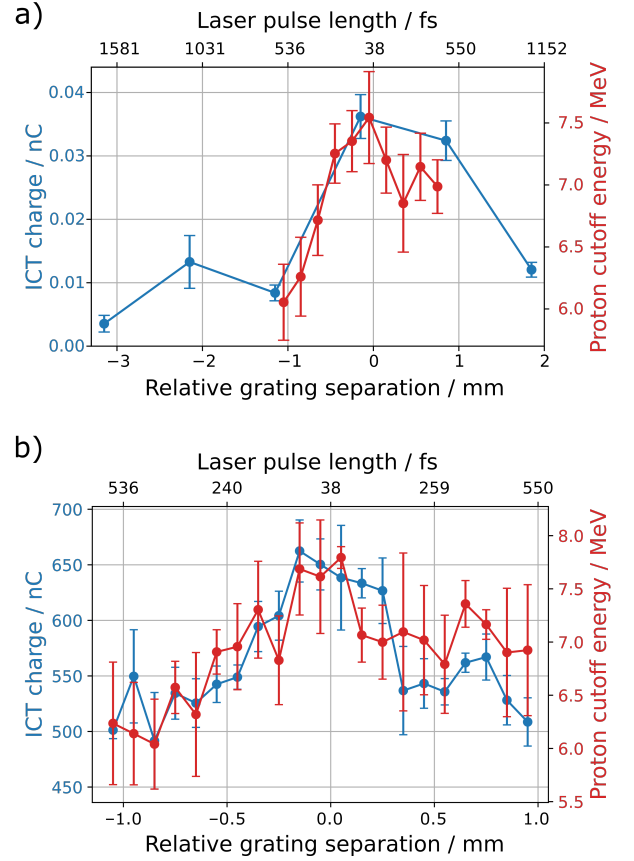 a)
Laser pulse length / fs
1581 1031 536 38 550 1152
ICT charge / nC
0.04
0.03
0.02
0.01
0.00
7.5
7.0
6.5
6.0
Proton cutoff energy / MeV
−3 −2 −1 0 1 2
Relative grating separation / mm
b)
Laser pulse length / fs
536 240 38 259 550
ICT charge / nC
700
650
600
550
500
450
8.0
7.5
7.0
6.5
6.0
5.5
Proton cutoff energy / MeV
−1.0 −0.5 0.0 0.5 1.0
Relative grating separation / mm